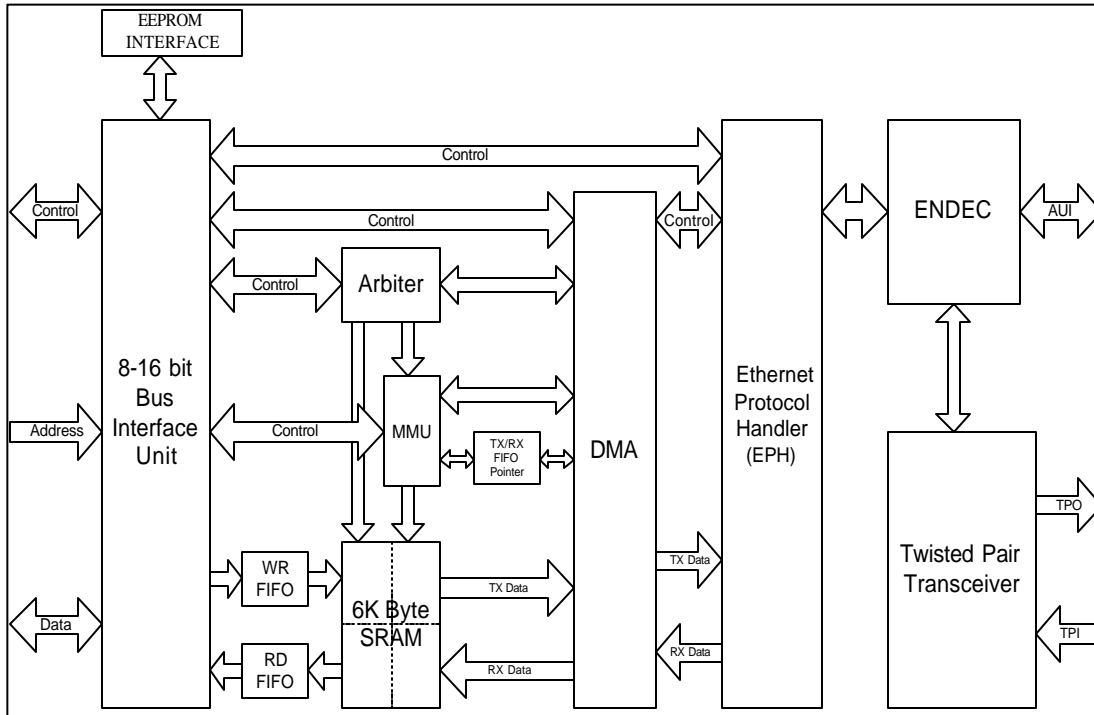 EEPROM
INTERFACE
Control
Control
Control
Control
ENDEC
AUI
Control
Arbiter
8-16 bit
Bus
Interface
Unit
Address
Control
MMU
TX/RX
FIFO
Pointer
DMA
Ethernet
Protocol
Handler
(EPH)
TPO
WR
FIFO
6K Byte
SRAM
TX Data
TX Data
Twisted Pair
Transceiver
Data
RD
FIFO
RX Data
RX Data
TPI